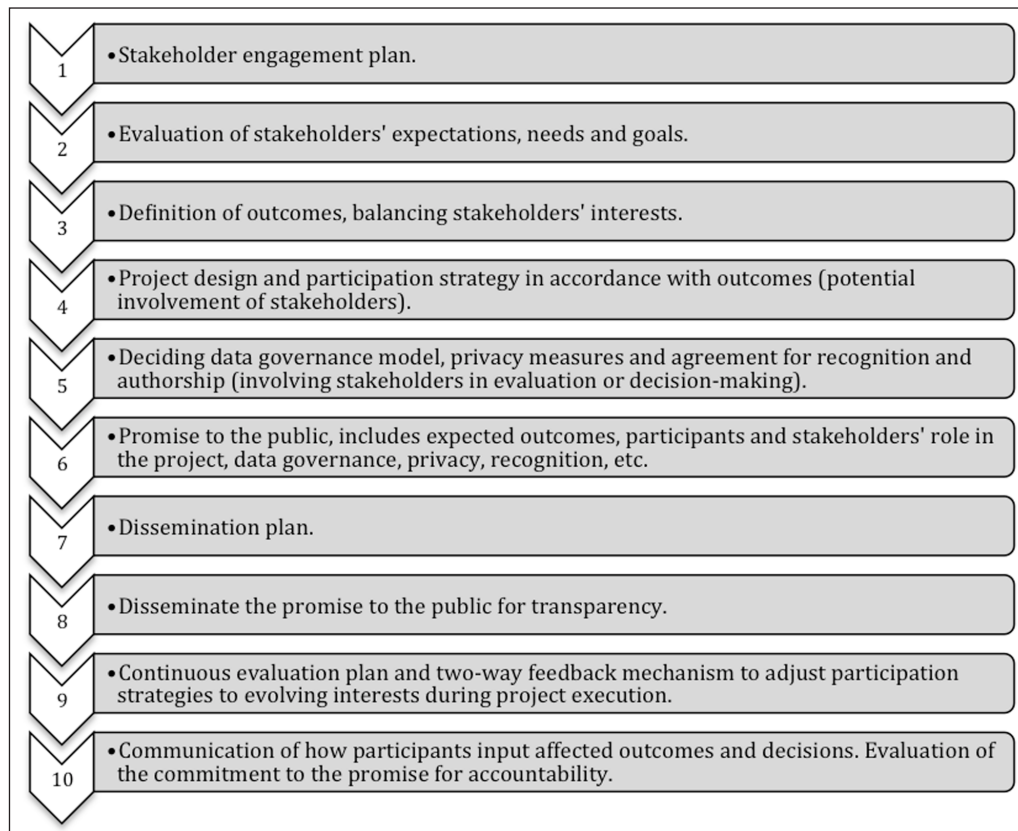 1
•Stakeholder engagement plan.
2
•Evaluation of stakeholders' expectations, needs and goals.
3
•Definition of outcomes, balancing stakeholders' interests.
4
•Project design and participation strategy in accordance with outcomes (potential
involvement of stakeholders).
5
•Deciding data governance model, privacy measures and agreement for recognition and
authorship (involving stakeholders in evaluation or decision-making).
6
•Promise to the public, includes expected outcomes, participants and stakeholders' role in
the project, data governance, privacy, recognition, etc.
7
•Dissemination plan.
8
•Disseminate the promise to the public for transparency.
9
•Continuous evaluation plan and two-way feedback mechanism to adjust participation
strategies to evolving interests during project execution.
10
•Communication of how participants input affected outcomes and decisions. Evaluation of
the commitment to the promise for accountability.